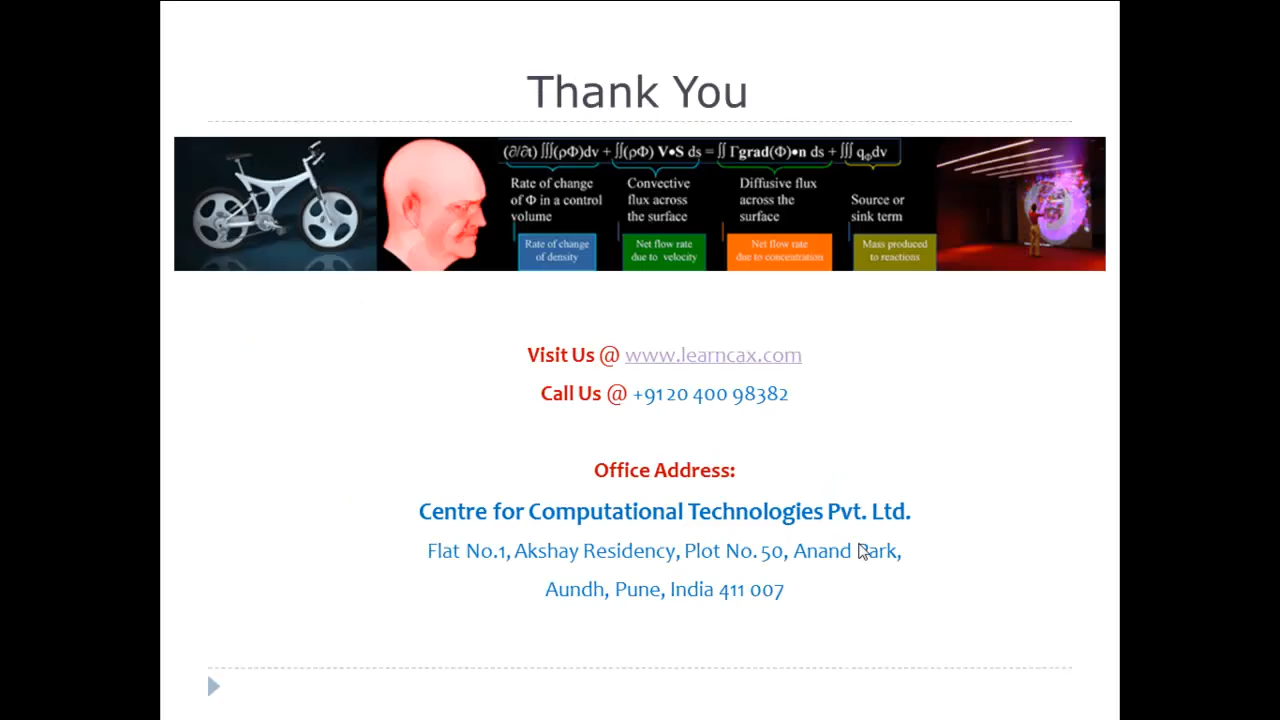 Thank You
(∂/∂t) ∭(ρΦ)dv + ∬(ρΦ) V•S ds = ∬ Γgrad(Φ)•n ds + ∭ qΦdv
Rate of change
of Φ in a control
volume
Convective
flux across
the surface
Diffusive flux
across the
surface
Source or
sink term
Rate of change
of density
Net flow rate
due to velocity
Net flow rate
due to concentration
Mass produced
to reactions
Visit Us @ www.learncax.com
Call Us @ +91 20 400 98382
Office Address:
Centre for Computational Technologies Pvt. Ltd.
Flat No.1, Akshay Residency, Plot No. 50, Anand Park,
Aundh, Pune, India 411 007